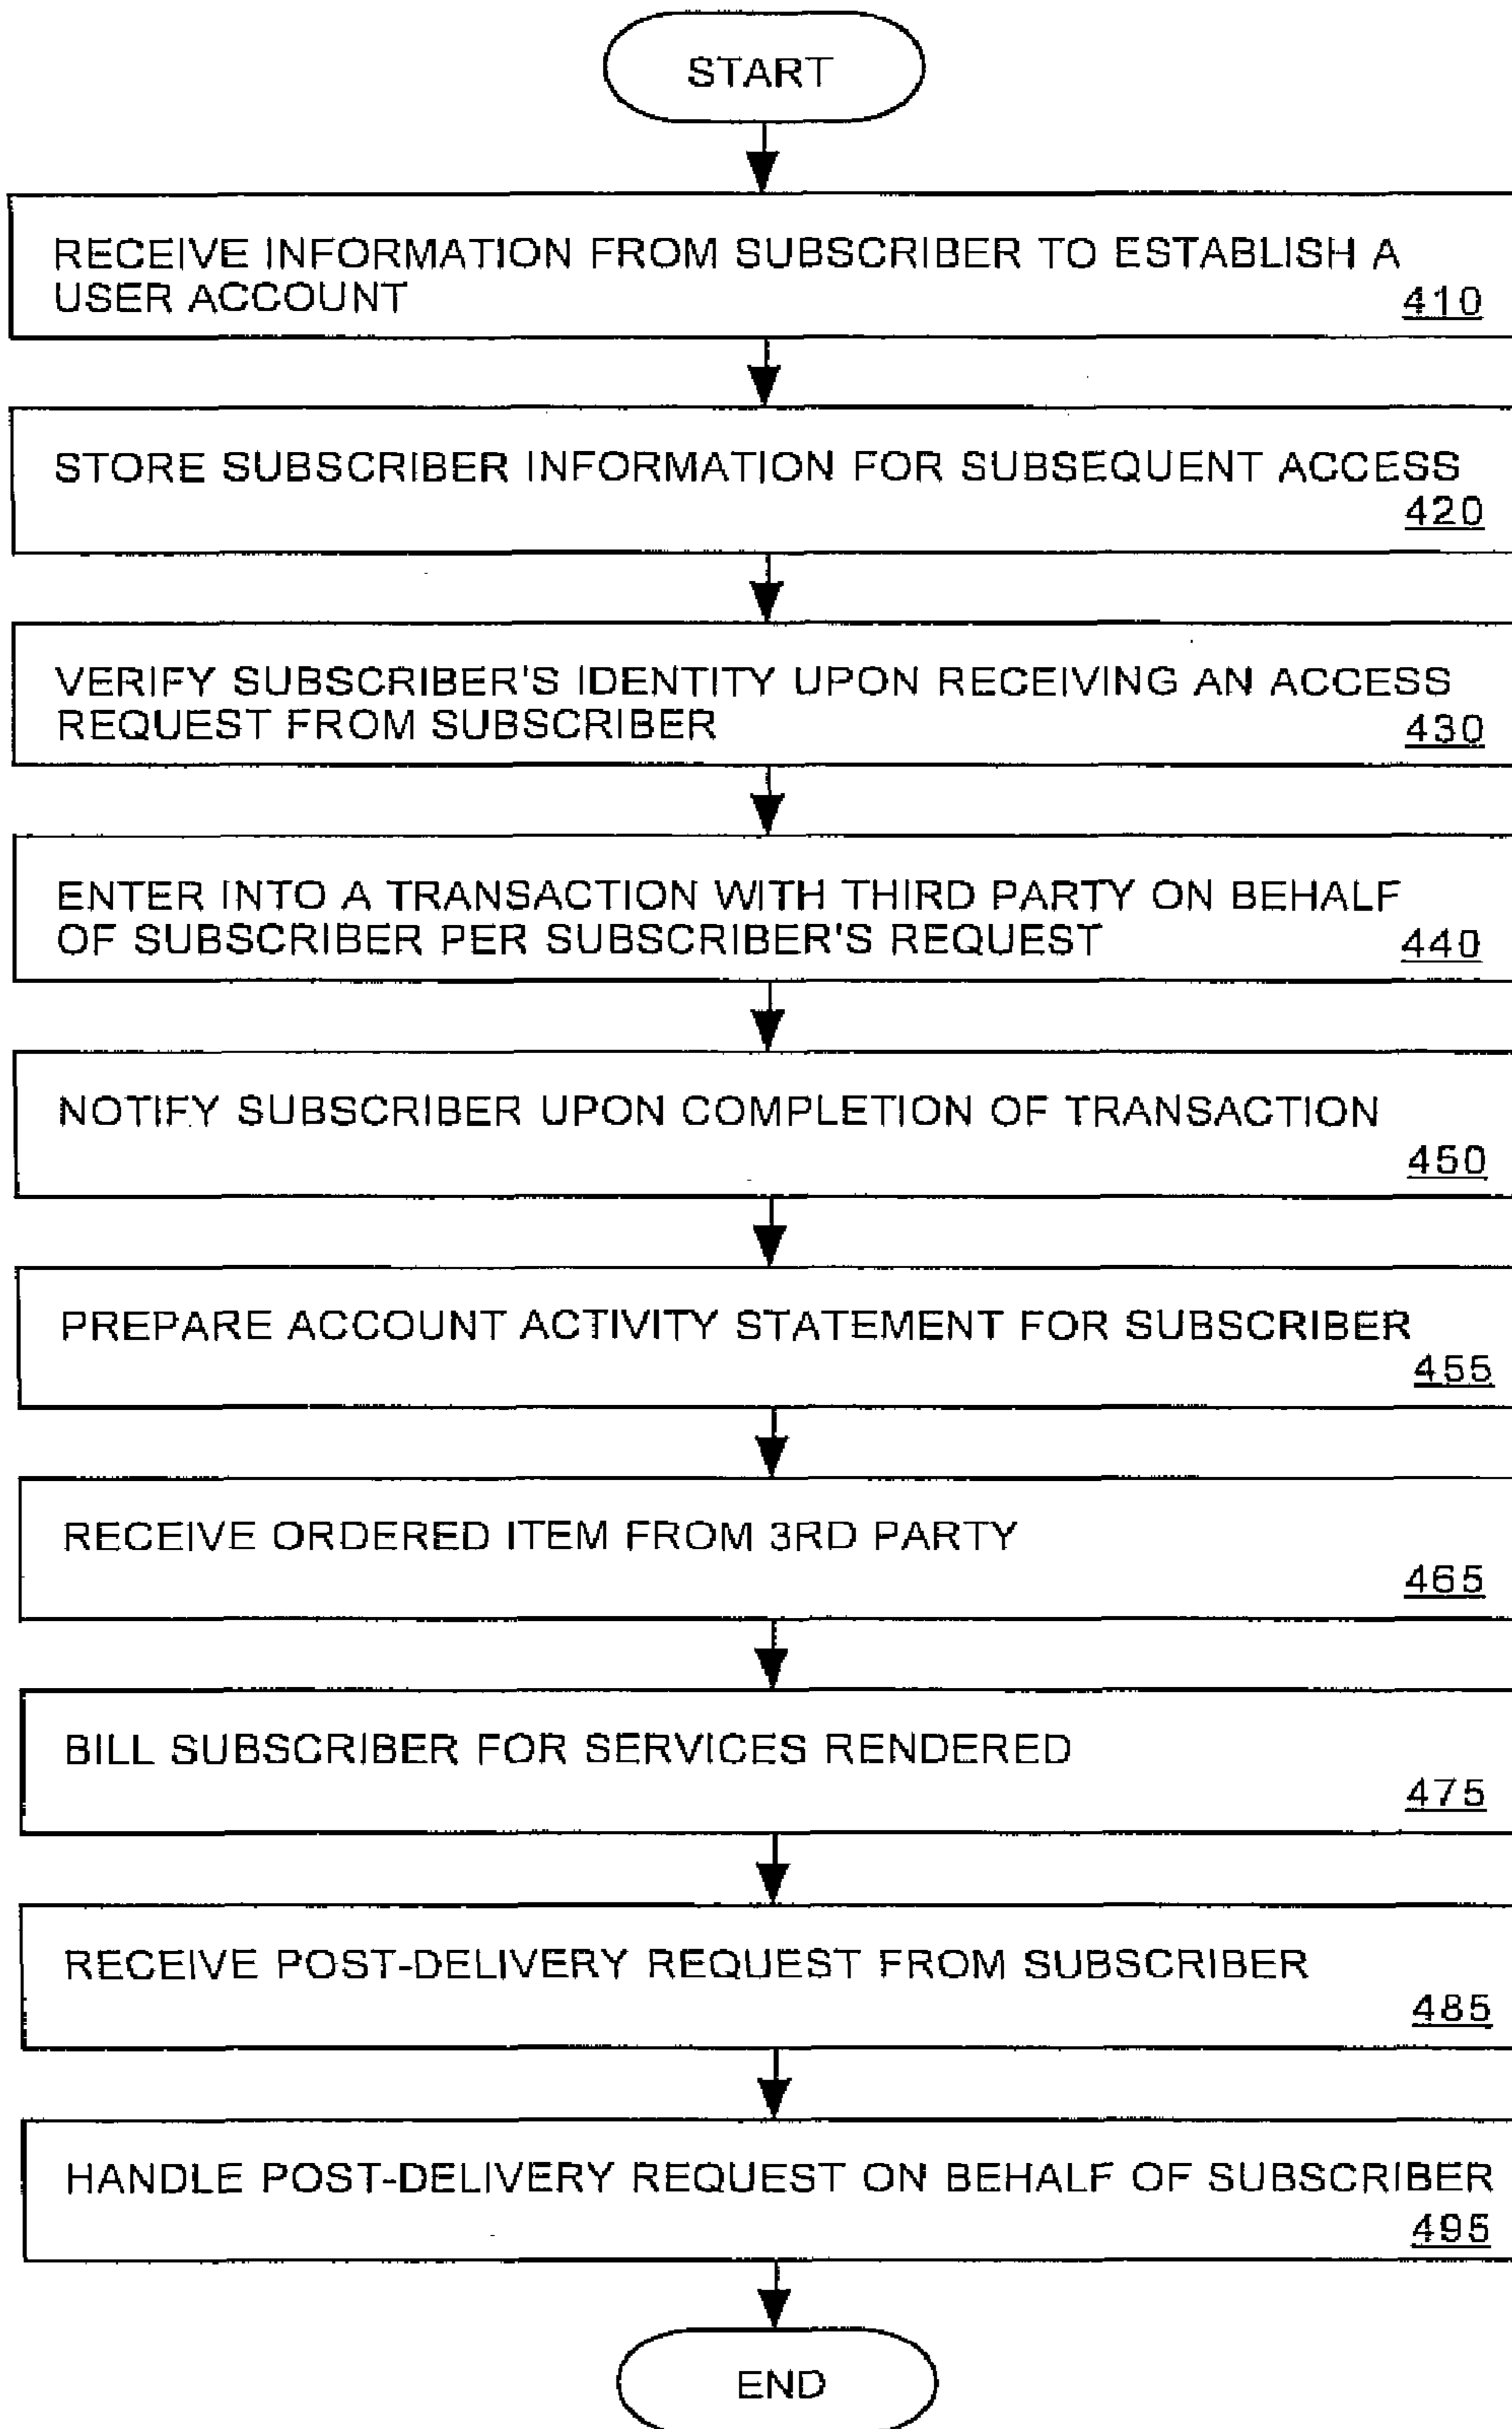 START
RECEIVE INFORMATION FROM SUBSCRIBER TO ESTABLISH A
USER ACCOUNT
410
STORE SUBSCRIBER INFORMATION FOR SUBSEQUENT ACCESS
420
VERIFY SUBSCRIBER'S IDENTITY UPON RECEIVING AN ACCESS
REQUEST FROM SUBSCRIBER
430
ENTER INTO A TRANSACTION WITH THIRD PARTY ON BEHALF
OF SUBSCRIBER PER SUBSCRIBER'S REQUEST
440
NOTIFY SUBSCRIBER UPON COMPLETION OF TRANSACTION
450
PREPARE ACCOUNT ACTIVITY STATEMENT FOR SUBSCRIBER
455
RECEIVE ORDERED ITEM FROM 3RD PARTY
465
BILL SUBSCRIBER FOR SERVICES RENDERED
475
RECEIVE POST-DELIVERY REQUEST FROM SUBSCRIBER
485
HANDLE POST-DELIVERY REQUEST ON BEHALF OF SUBSCRIBER
495
END